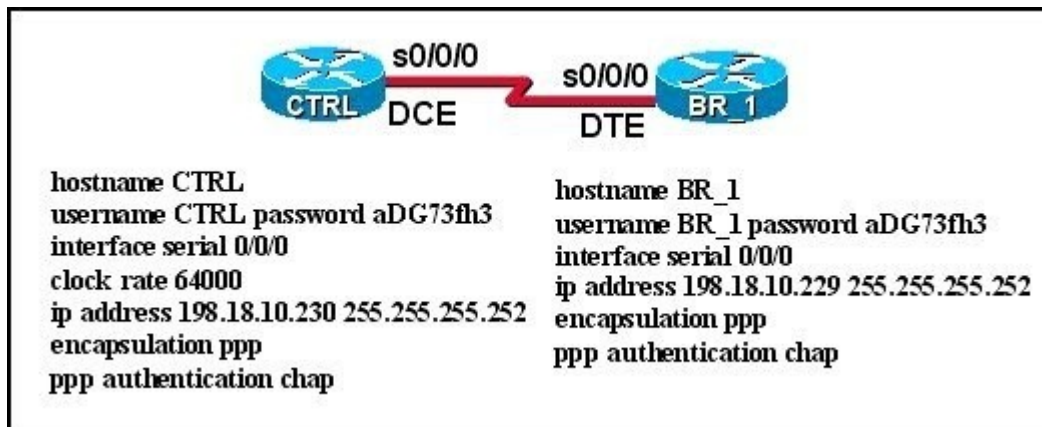 s0/0/0
s0/0/0
CTRL
DCE
DTE
BR_1
hostname CTRL
username CTRL password aDG73fh3
interface serial 0/0/0
clock rate 64000
ip address 198.18.10.230 255.255.255.252
encapsulation ppp
ppp authentication chap
hostname BR_1
username BR_1 password aDG73fh3
interface serial 0/0/0
ip address 198.18.10.229 255.255.255.252
encapsulation ppp
ppp authentication chap